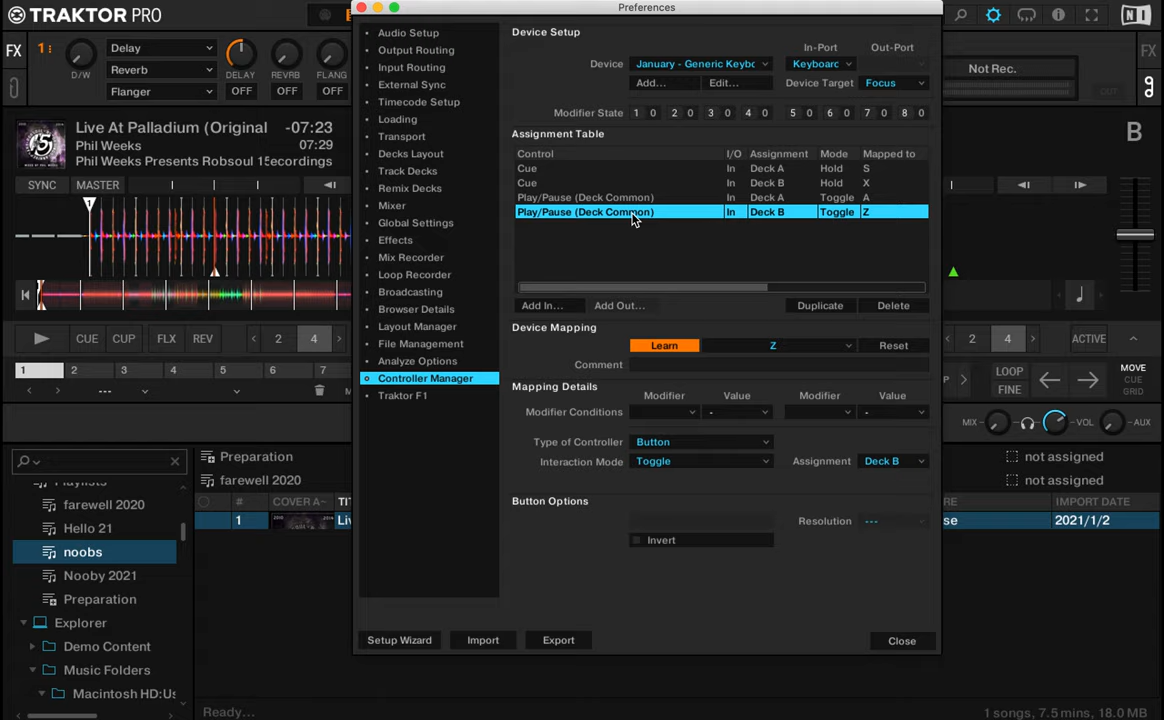 TRAKTOR PRO
Preferences
FX
1
Delay
Reverb
Flanger
D/W
DELAY
REVRB
FLANG
OFF
OFF
OFF
Not Rec.
FX
OUT
Live At Palladium (Original
-07:23
Phil Weeks
07:29
Phil Weeks Presents Robsoul 15ecordings
B
SYNC
MASTER
1
CUE
CUP
FLX
REV
2
4
1
2
3
4
5
6
7
---
Preparation
farewell 2020
#
COVER A~
TIT
1
Liv
Playlists
farewell 2020
Hello 21
noobs
Nooby 2021
Preparation
Explorer
Demo Content
Music Folders
Macintosh HD:Us
Ready...
Audio Setup
Output Routing
Input Routing
External Sync
Timecode Setup
Loading
Transport
Decks Layout
Track Decks
Remix Decks
Mixer
Global Settings
Effects
Mix Recorder
Loop Recorder
Broadcasting
Browser Details
Layout Manager
File Management
Analyze Options
Controller Manager
Traktor F1
Setup Wizard
Import
Export
Close
Device Setup
In-Port
Out-Port
Device
January - Generic Keybo
Keyboarc
Add...
Edit...
Device Target
Focus
Modifier State
1 0 2 0 3 0 4 0 5 0 6 0 7 0 8 0
Assignment Table
Control I/O Assignment Mode Mapped to
Cue In Deck A Hold S
Cue In Deck B Hold X
Play/Pause (Deck Common) In Deck A Toggle A
Play/Pause (Deck Common) In Deck B Toggle Z
Add In...
Add Out...
Duplicate
Delete
Device Mapping
Learn
Z
Reset
Comment
Mapping Details
Modifier
Value
Modifier
Value
Modifier Conditions
-
-
Type of Controller
Button
Interaction Mode
Toggle
Assignment
Deck B
Button Options
Resolution
---
Invert
2
4
ACTIVE
LOOP
FINE
MOVE
CUE
GRID
MIX
VOL
AUX
not assigned
not assigned
IMPORT DATE
2021/1/2
1 songs, 7.5 mins, 18.0 MB